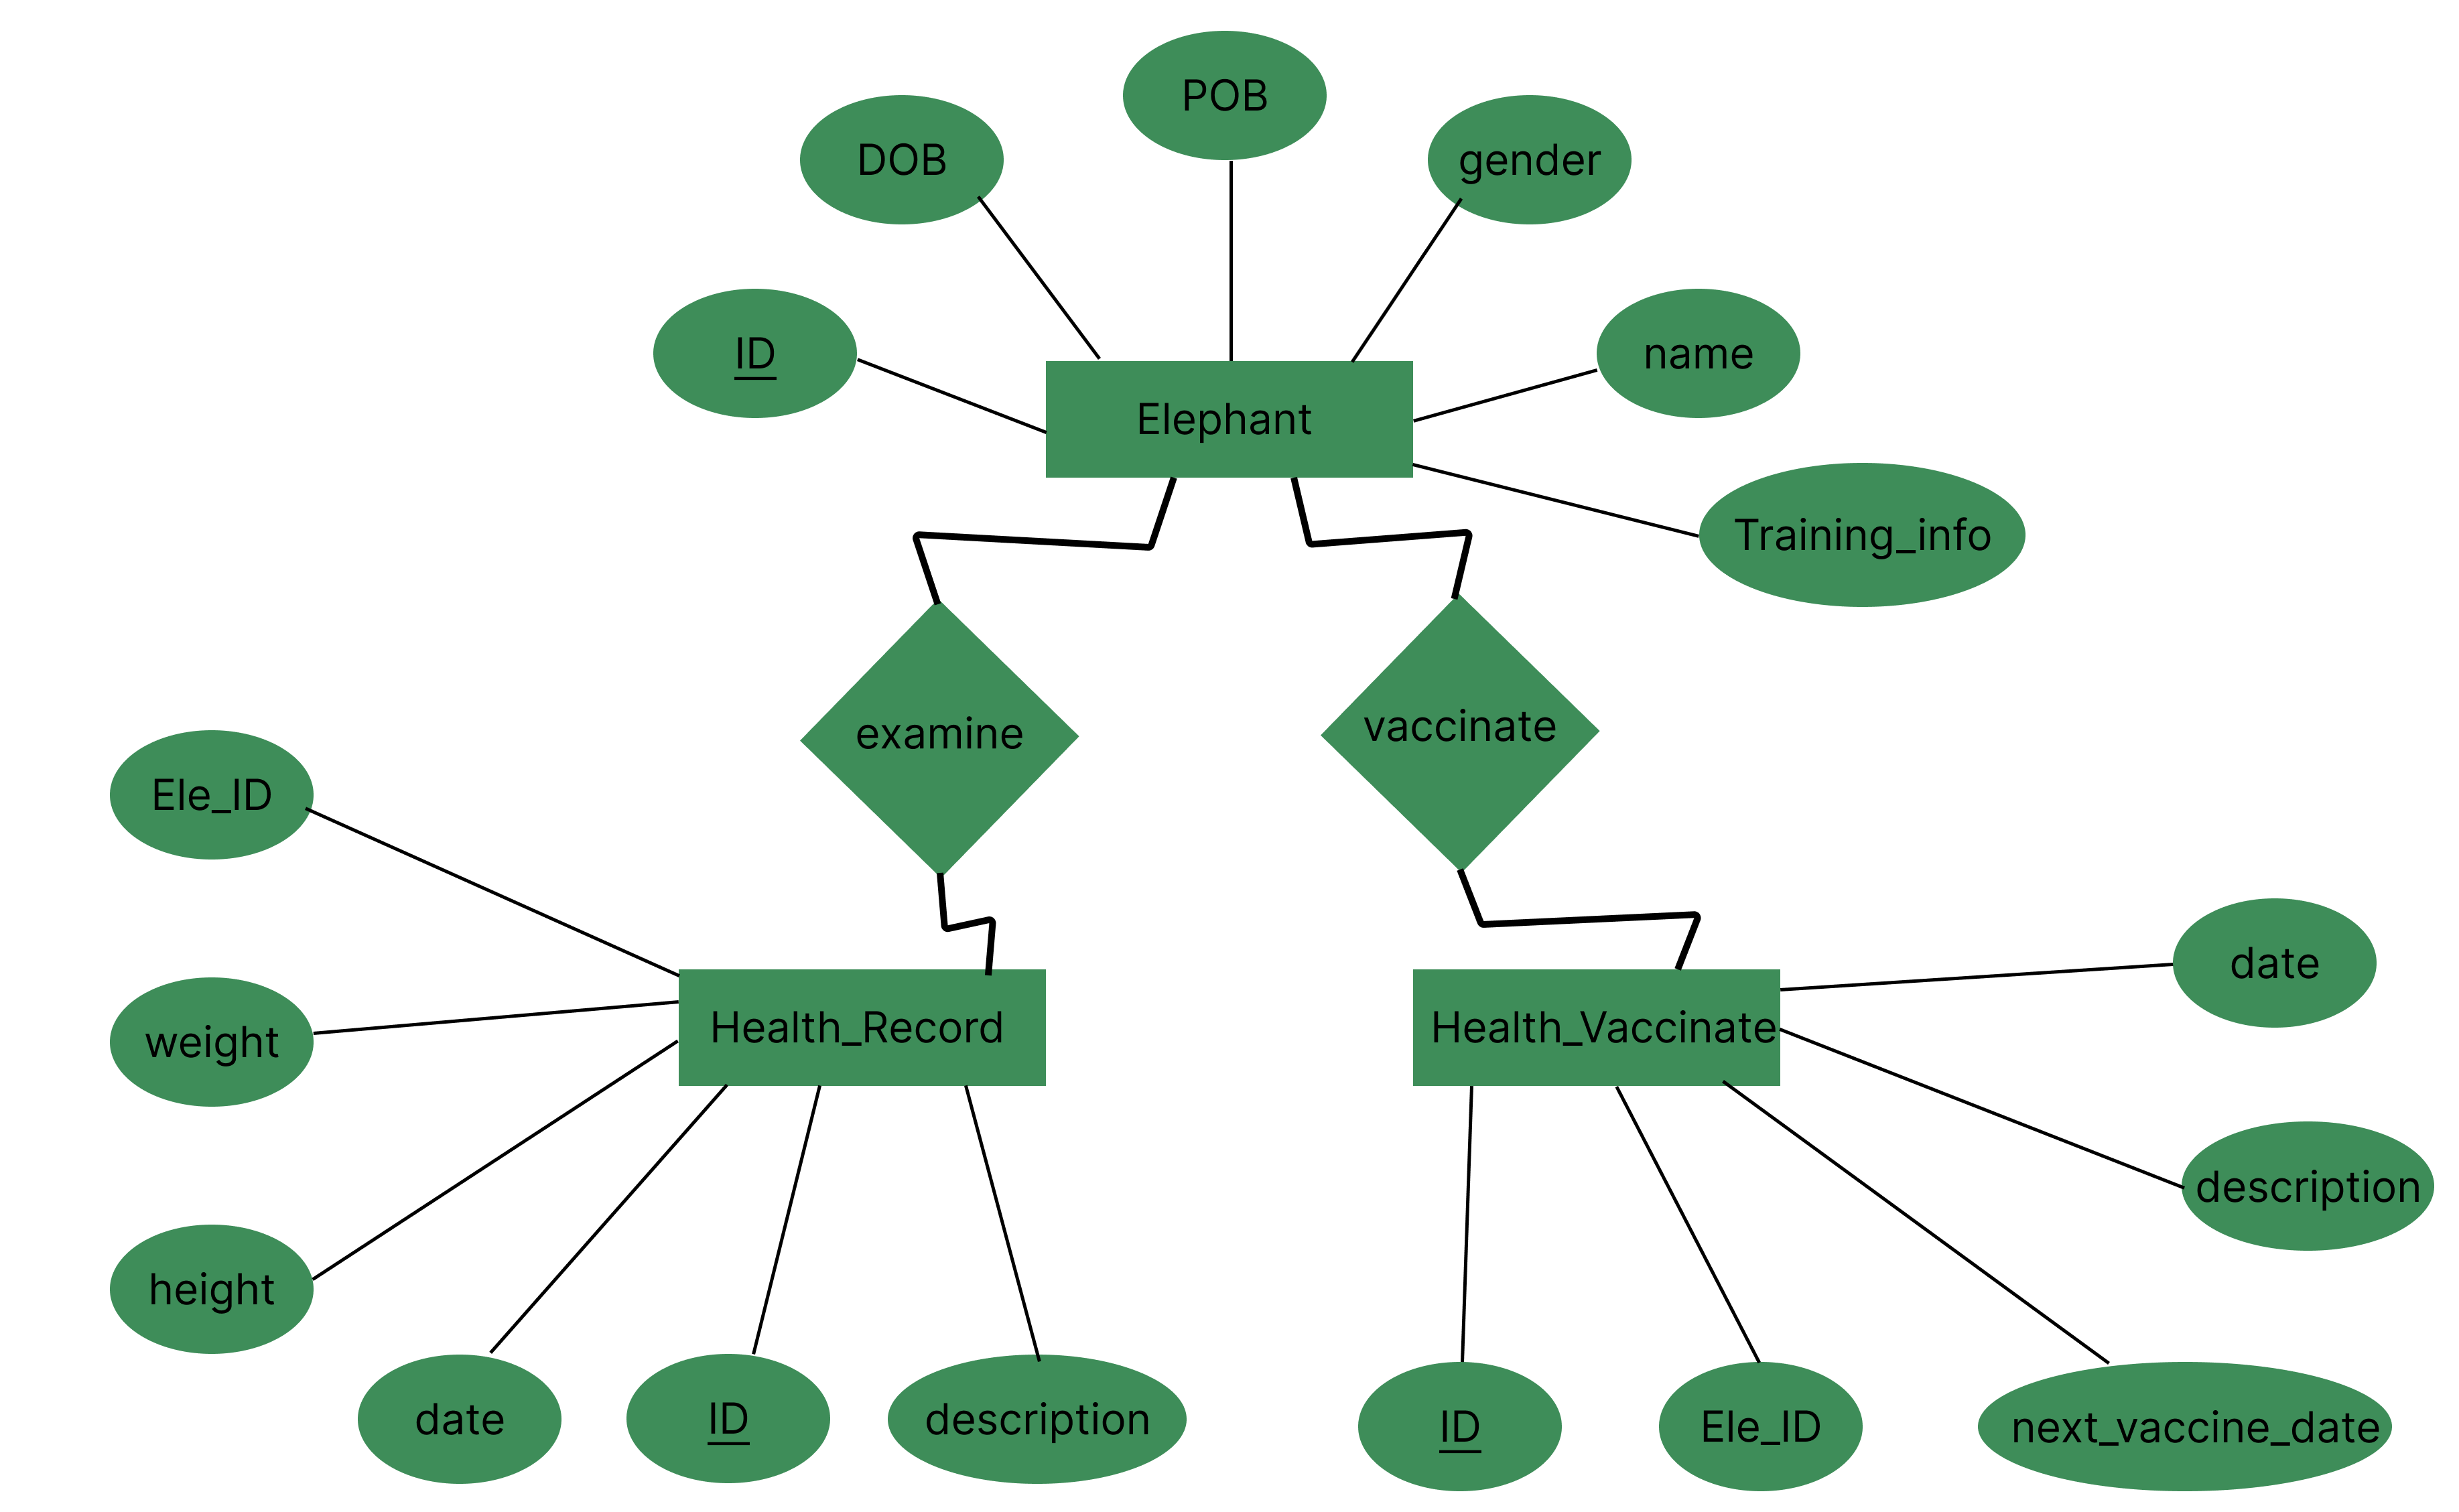 POB
DOB
gender
ID
name
Elephant
Training_info
examine
vaccinate
Ele_ID
date
Health_Record
Health_Vaccinate
weight
description
height
date
ID
description
ID
Ele_ID
next_vaccine_date